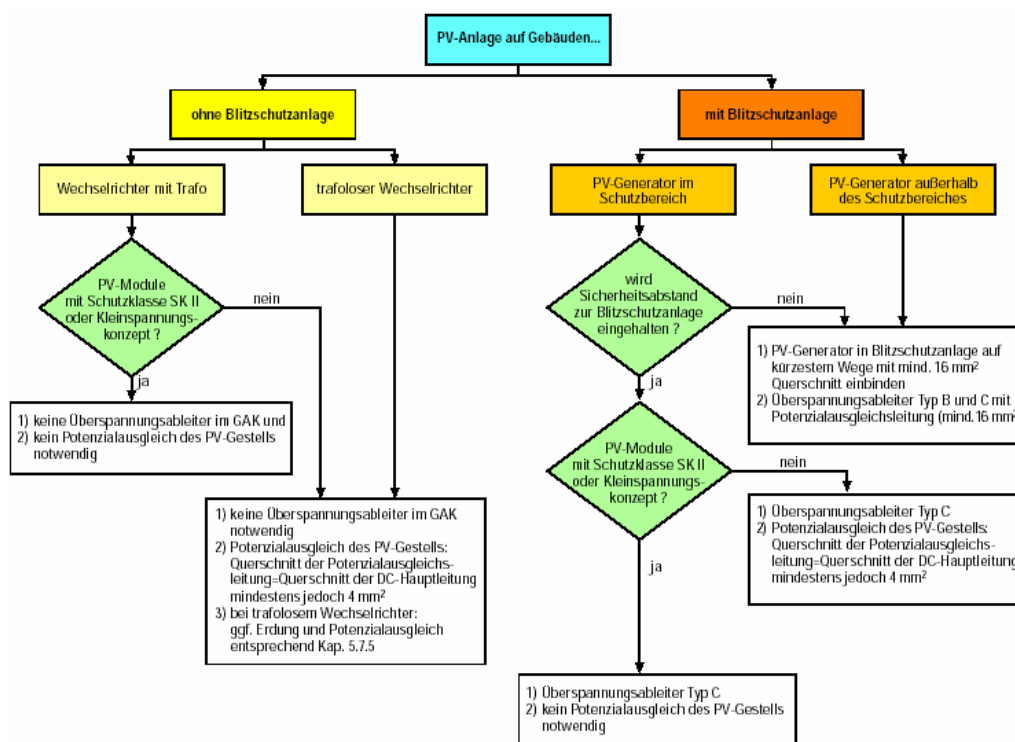 PV-Anlage auf Gebäuden...
ohne Blitzschutzanlage
mit Blitzschutzanlage
Wechselrichter mit Trafo
trafoloser Wechselrichter
PV-Generator im
Schutzbereich
PV-Generator außerhalb
des Schutzbereiches
PV-Module
mit Schutzklasse SK II
oder Kleinspannungs-
konzept ?
nein
ja
wird
Sicherheitsabstand
zur Blitzschutzanlage
eingehalten ?
nein
ja
1) PV-Generator in Blitzschutzanlage auf
kürzestem Wege mit mind. 16 mm²
Querschnitt einbinden
2) Überspannungsableiter Typ B und C mit
Potenzialausgleichsleitung (mind.16 mm²
1) keine Überspannungsableiter im GAK und
2) kein Potenzialausgleich des PV-Gestells
notwendig
PV-Module
mit Schutzklasse SK II
oder Kleinspannungs-
konzept ?
nein
ja
1) keine Überspannungsableiter im GAK
notwendig
2) Potenzialausgleich des PV-Gestells:
Querschnitt der Potenzialausgleichs-
leitung=Querschnitt der DC-Hauptleitung
mindestens jedoch 4 mm²
3) bei trafolosem Wechselrichter:
ggf. Erdung und Potenzialausgleich
entsprechend Kap. 5.7.5
1) Überspannungsableiter Typ C
2) Potenzialausgleich des PV-Gestells:
Querschnitt der Potenzialausgleichs-
leitung=Querschnitt der DC-Hauptleitung
mindestens jedoch 4 mm²
1) Überspannungsableiter Typ C
2) kein Potenzialausgleich des PV-Gestells
notwendig